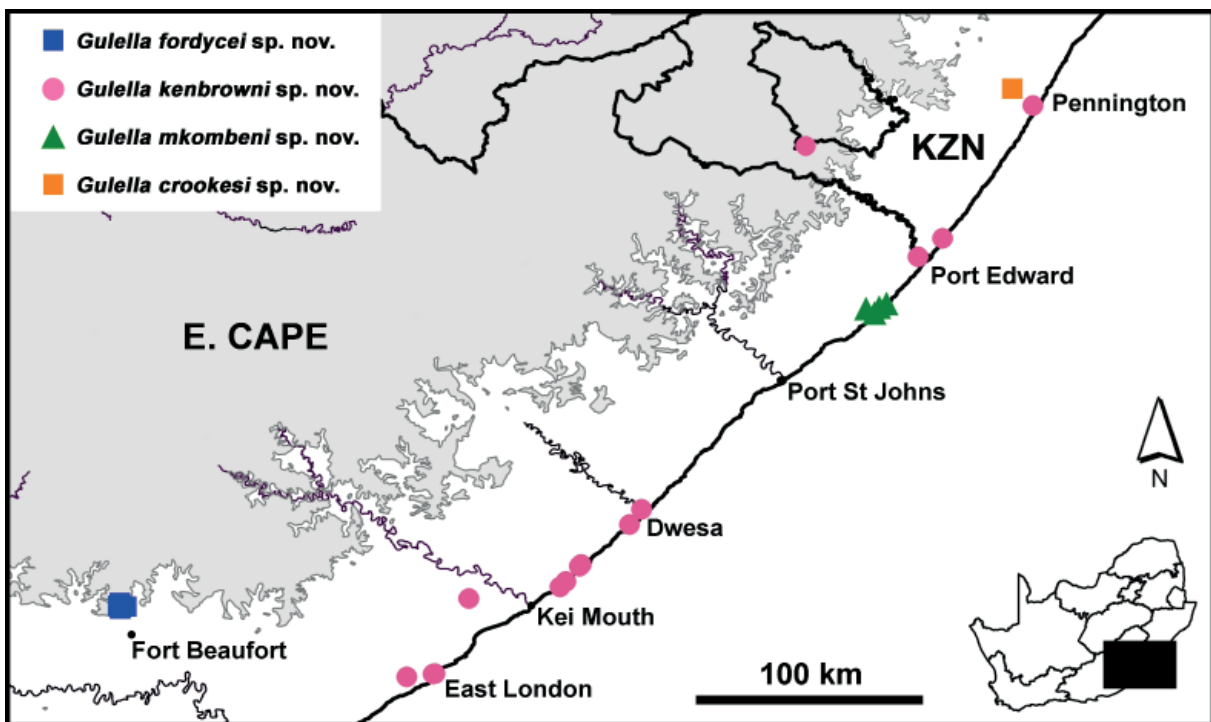 Gulella fordycei sp. nov.
Gulella kenbrowni sp. nov.
Gulella mkombeni sp. nov.
Gulella crookesi sp. nov.
Pennington
KZN
Port Edward
E. CAPE
Port St Johns
N
Dwesa
Kei Mouth
Fort Beaufort
100 km
East London